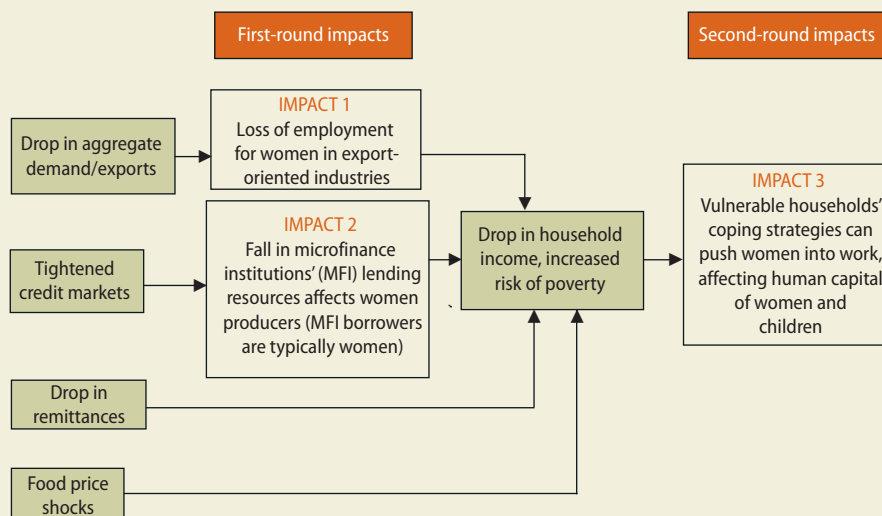 First-round impacts
Second-round impacts
Drop in aggregate
demand/exports
IMPACT 1
Loss of employment
for women in export-
oriented industries
Tightened
credit markets
IMPACT 2
Fall in microfinance
institutions' (MFI) lending
resources affects women
producers (MFI borrowers
are typically women)
Drop in household
income, increased
risk of poverty
IMPACT 3
Vulnerable households'
coping strategies can
push women into work,
affecting human capital
of women and
children
Drop in
remittances
Food price
shocks